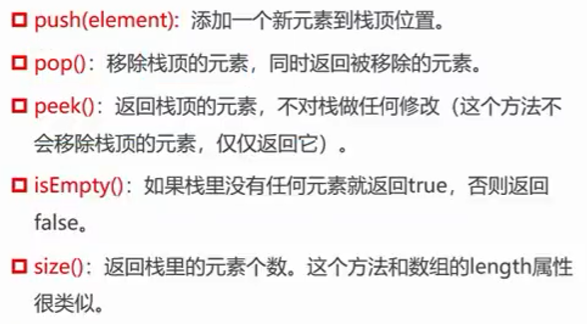 push(element): 添加一个新元素到栈顶位置。
pop()：移除栈顶的元素，同时返回被移除的元素。
peek()：返回栈顶的元素，不对栈做任何修改（这个方法不
会移除栈顶的元素，仅仅返回它）。
isEmpty()：如果栈里没有任何元素就返回true，否则返回
false。
size()：返回栈里的元素个数。这个方法和数组的length属性
很类似。